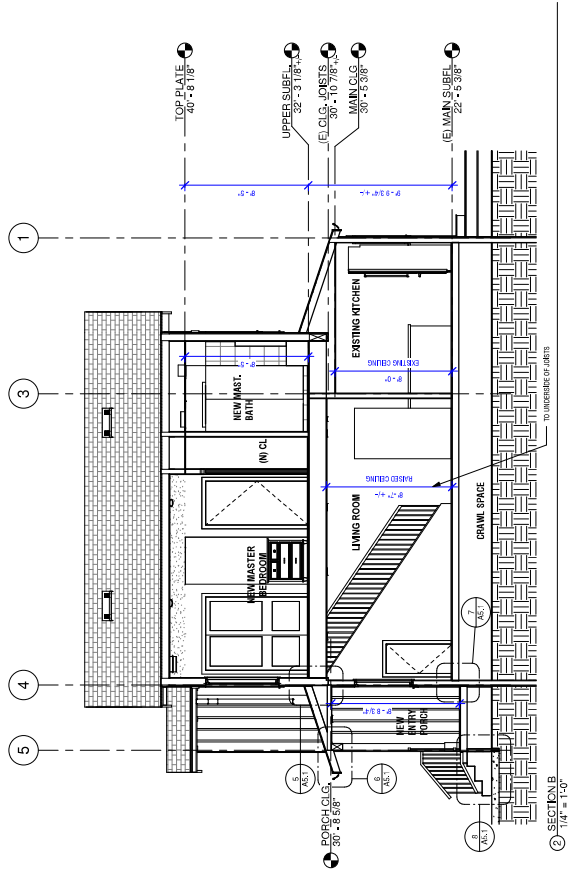 1
3
4
5
TOP PLATE
40' - 8 1/8"
UPPER SUBFL.
32' - 3 1/8"+/-
(E) CLG. JOISTS
30' - 10 7/8"+/-
MAIN CLG
30' - 5 3/8"
(E) MAIN SUBFL
22' - 5 3/8"
8' - 5"
9' - 9 3/4" +/-
NEW MAST.
BATH
8' - 5"
(N) CL
NEW MASTER
BEDROOM
EXISTING KITCHEN
EXISTING CEILING
8' - 0"
LIVING ROOM
RAISED CEILING
8' - 7" +/-
TO UNDERSIDE OF JOISTS
CRAWL SPACE
NEW
ENTRY
PORCH
8' - 8 3/4"
PORCH CLG
30' - 8 5/8"
5
A5.1
6
A5.1
7
A5.1
8
A5.1
2 SECTION B
1/4" = 1'-0"